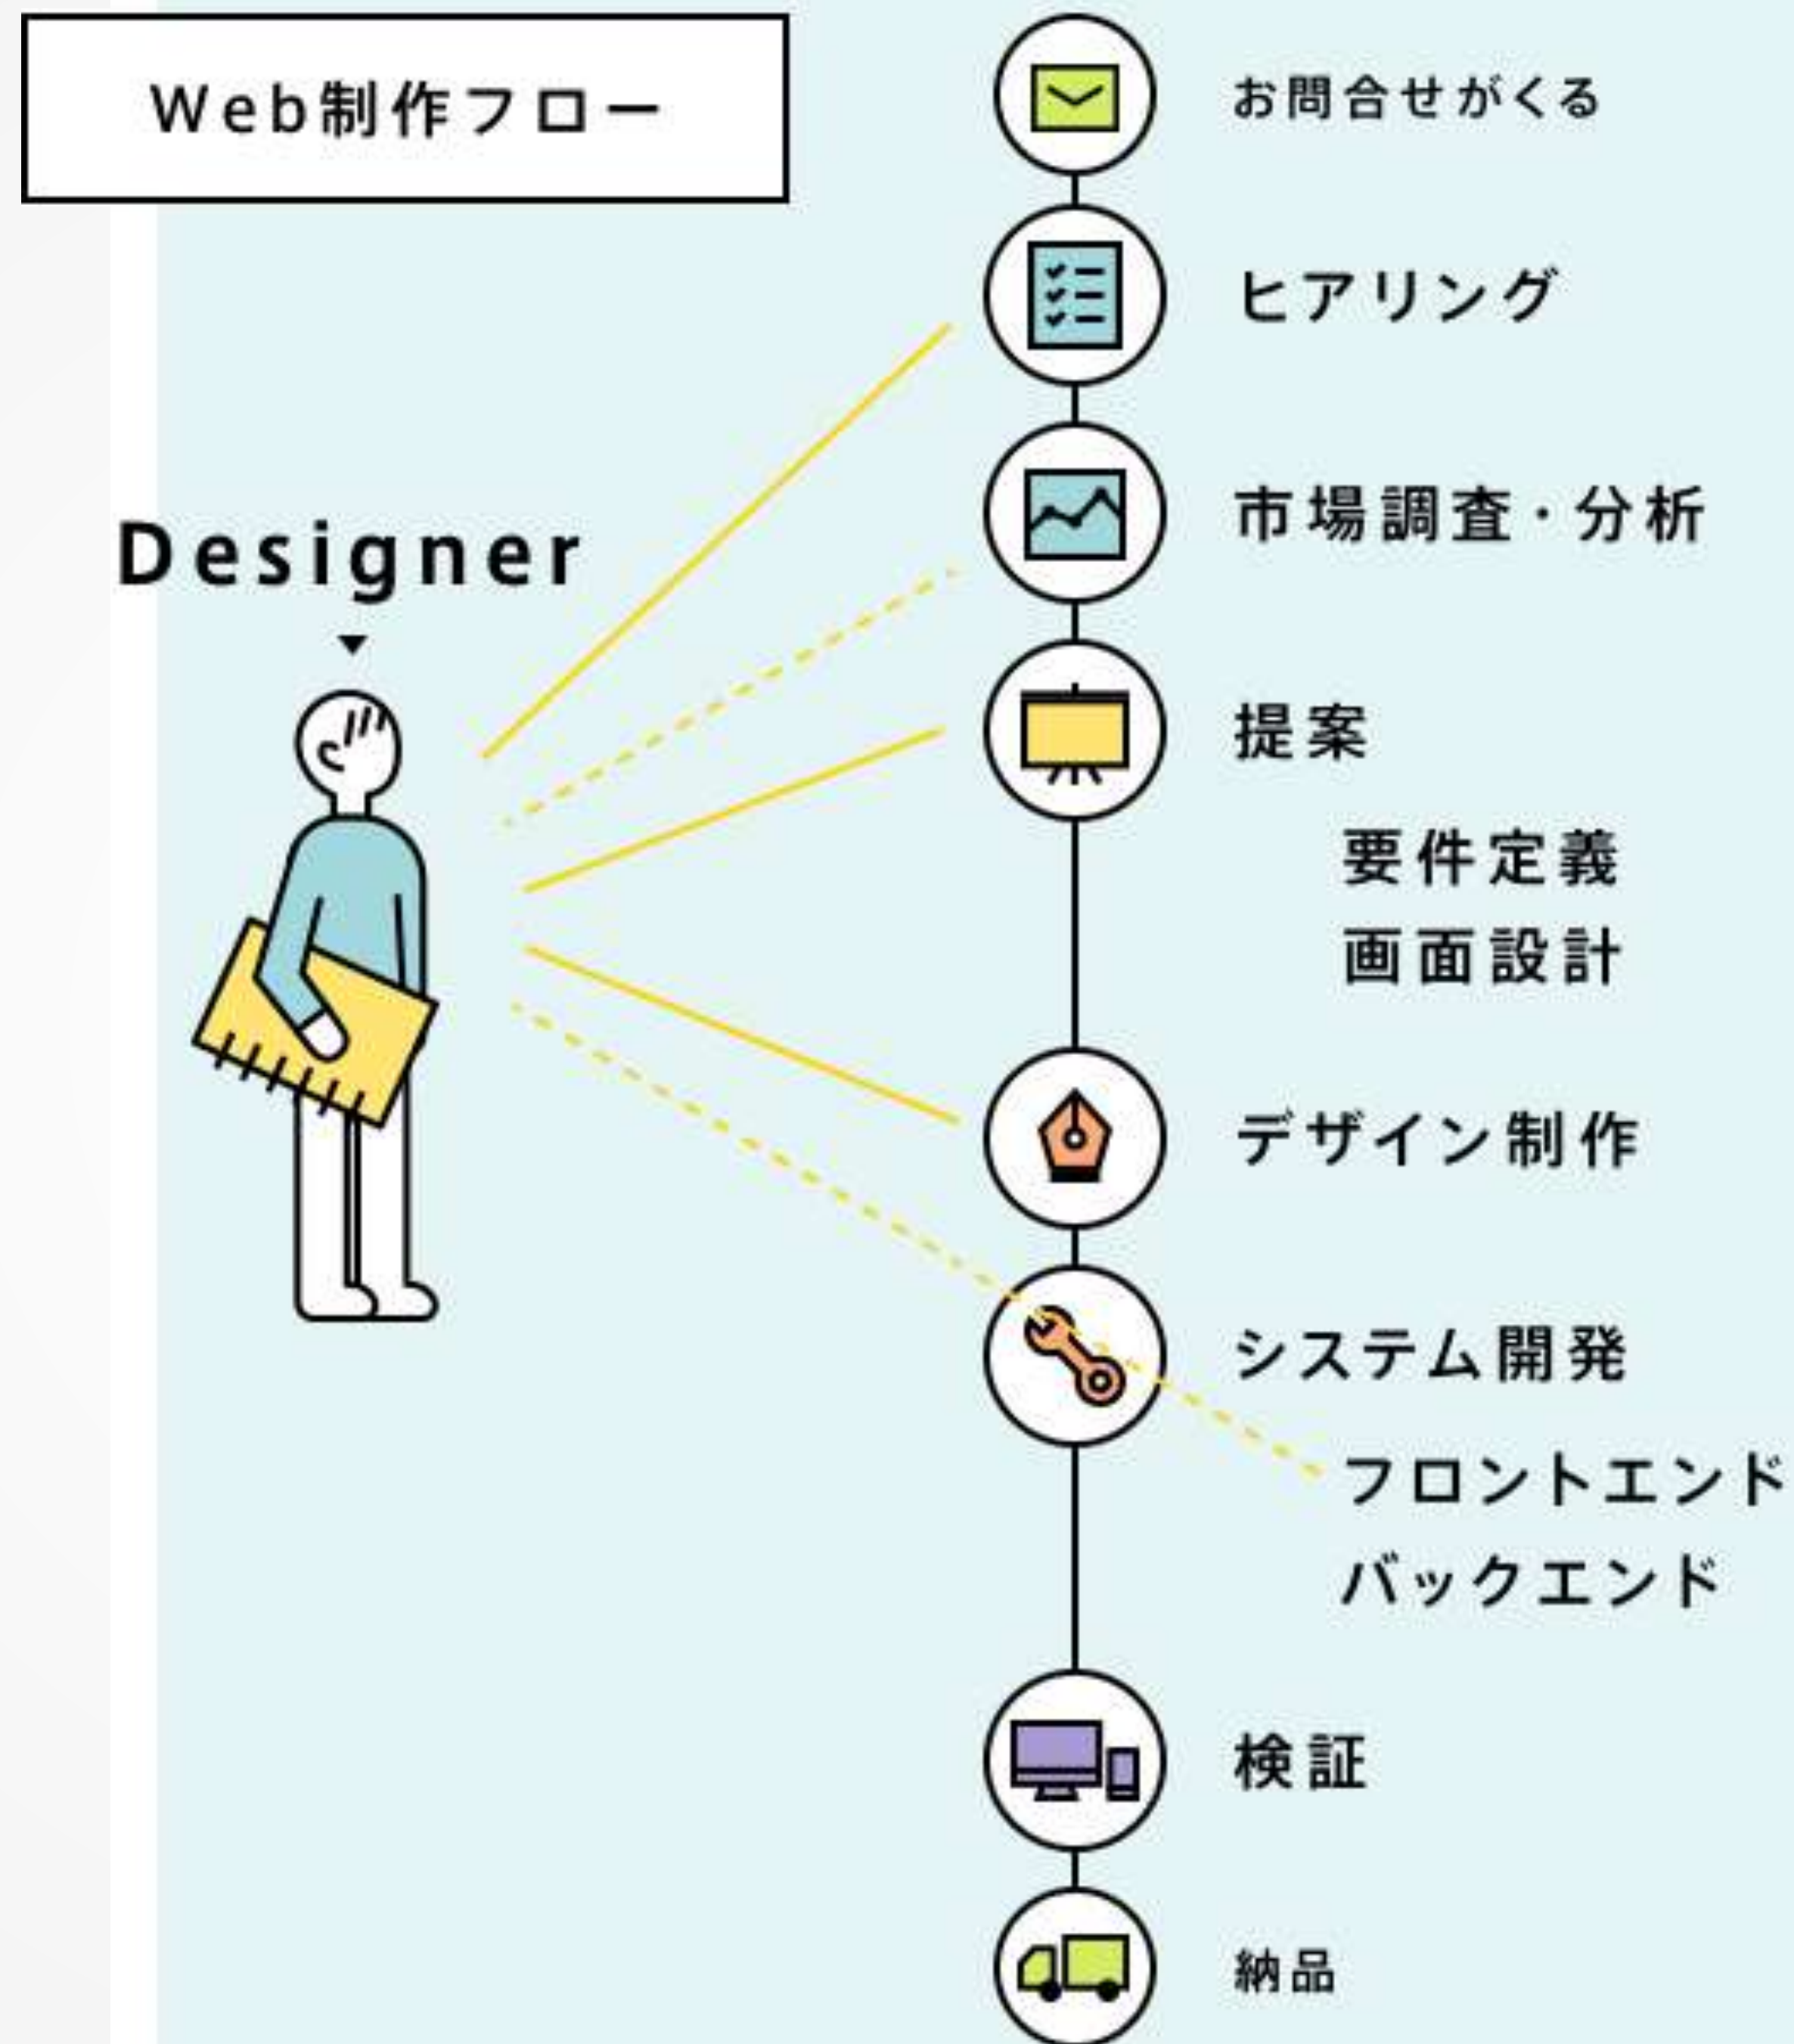 Web制作フロー
お問合せがくる
ヒアリング
市場調査・分析
Designer
提案
要件定義
画面設計
デザイン制作
システム開発
フロントエンド
バックエンド
検証
納品